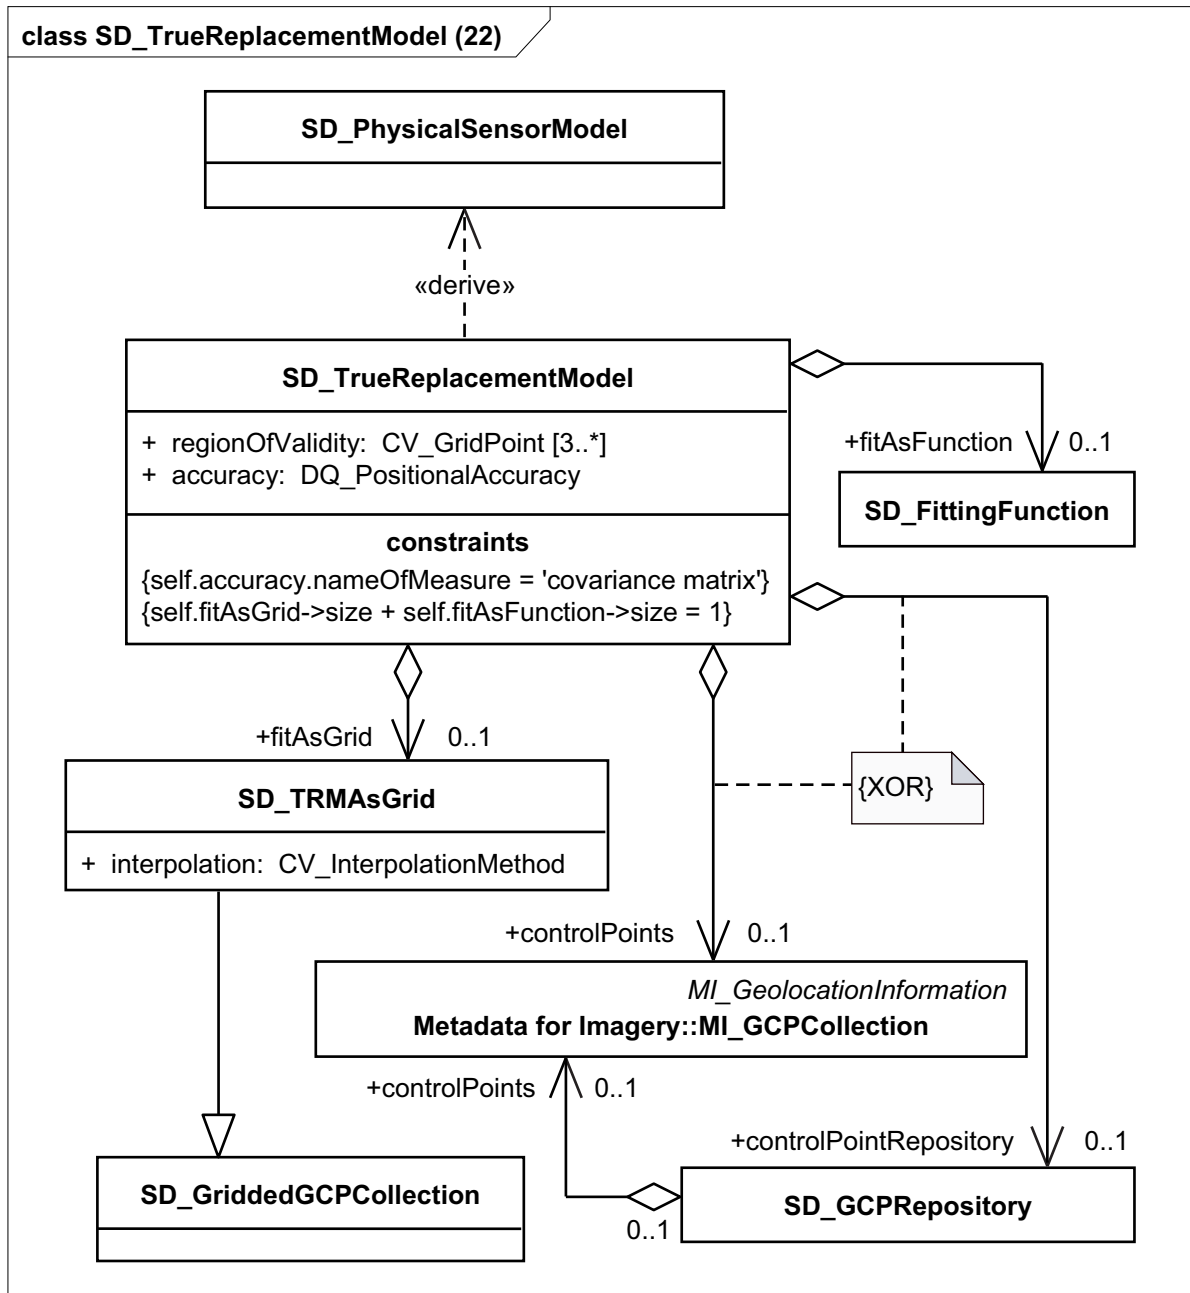 class SD_TrueReplacementModel (22)
SD_PhysicalSensorModel
«derive»
SD_TrueReplacementModel
+ regionOfValidity: CV_GridPoint [3..*]
+ accuracy: DQ_PositionalAccuracy
constraints
{self.accuracy.nameOfMeasure = 'covariance matrix'}
{self.fitAsGrid->size + self.fitAsFunction->size = 1}
+fitAsFunction 0..1
SD_FittingFunction
+fitAsGrid 0..1
SD_TRMAsGrid
+ interpolation: CV_InterpolationMethod
{XOR}
+controlPoints 0..1
MI_GeolocationInformation
Metadata for Imagery::MI_GCPCollection
+controlPoints 0..1
+controlPointRepository 0..1
SD_GriddedGCPCollection
SD_GCPRepository
0..1